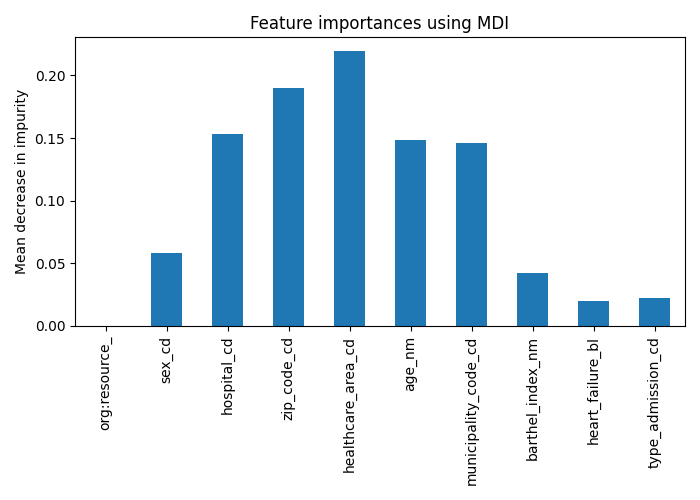 Feature importances using MDI
Mean decrease in impurity
0.20
0.15
0.10
0.05
0.00
org:resource_
sex_cd
hospital_cd
zip_code_cd
healthcare_area_cd
age_nm
municipality_code_cd
barthel_index_nm
heart_failure_bl
type_admission_cd